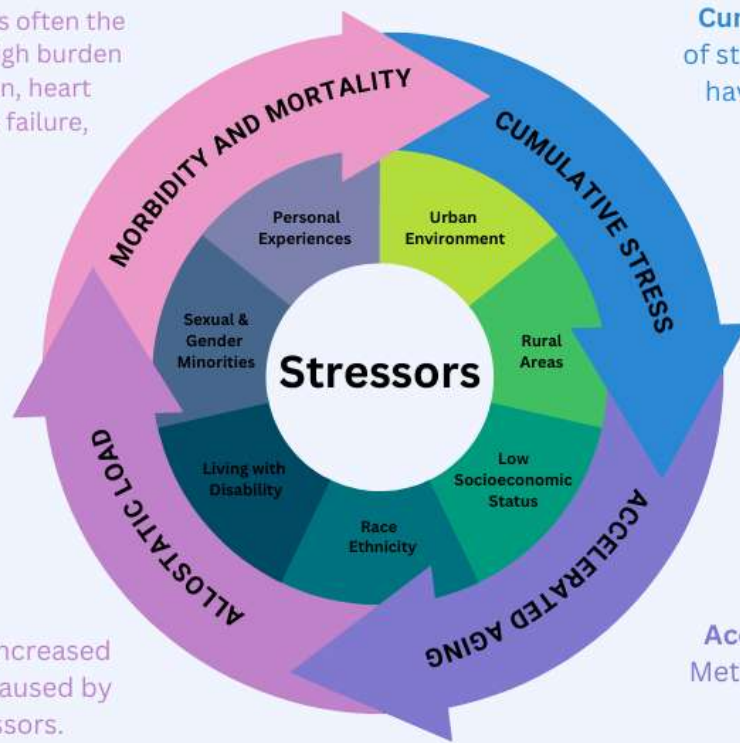 s often the
gh burden
n, heart
failure,
Cur
of st
hav
MORBIDITY AND MORTALITY
CUMULATIVE STRESS
Personal
Experiences
Urban
Environment
Sexual &
Gender
Minorities
Rural
Areas
Stressors
Living with
Disability
Low
Socioeconomic
Status
Race
Ethnicity
ALLOSTATIC LOAD
ACCELERATED AGING
ncreased
aused by
ssors.
Acc
Met